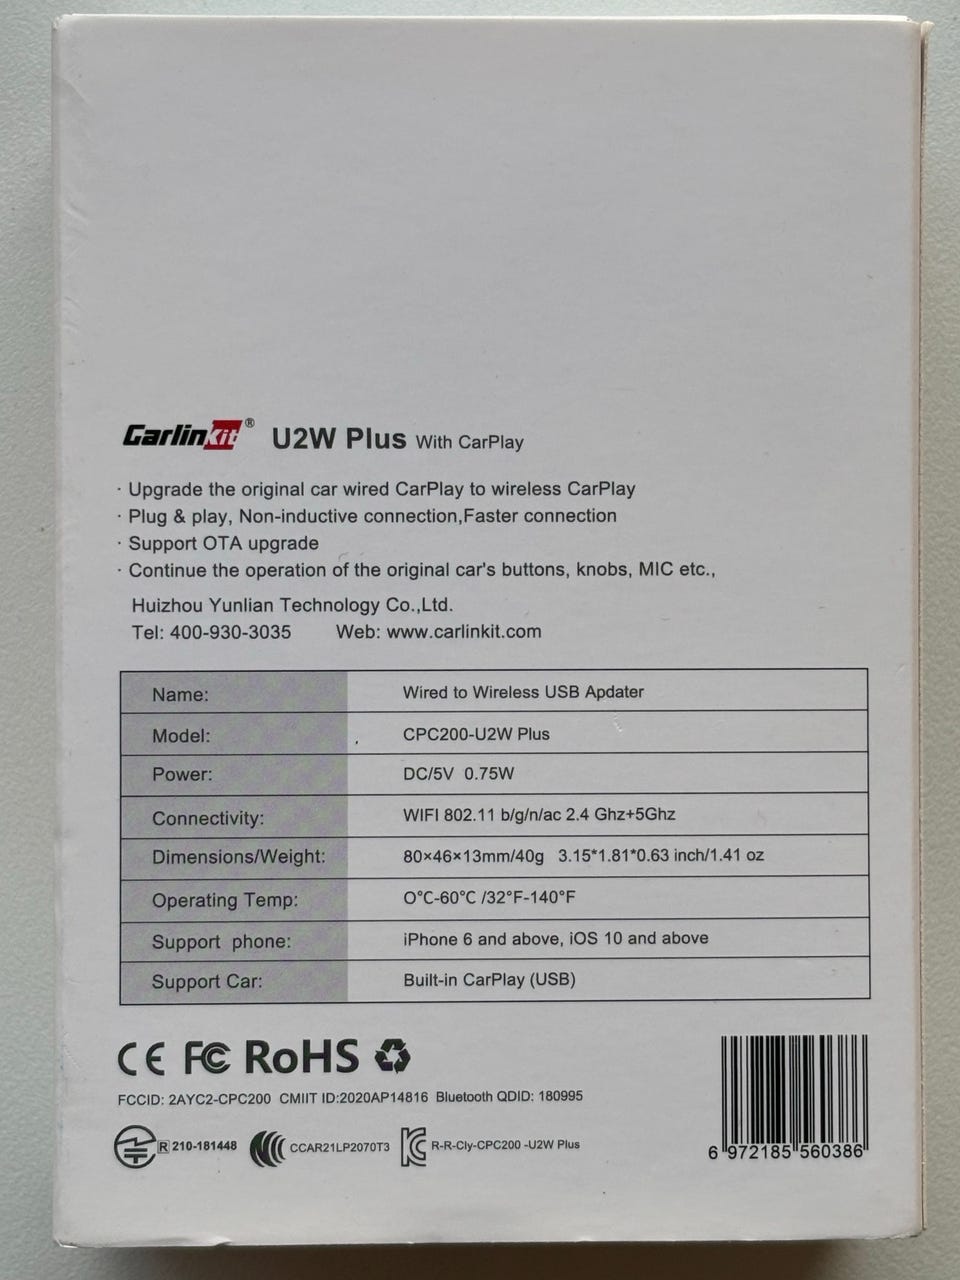 Carlinkit® U2W Plus With CarPlay
· Upgrade the original car wired CarPlay to wireless CarPlay
· Plug & play, Non-inductive connection,Faster connection
· Support OTA upgrade
· Continue the operation of the original car's buttons, knobs, MIC etc.,
Huizhou Yunlian Technology Co.,Ltd.
Tel: 400-930-3035 Web: www.carlinkit.com
Name: Wired to Wireless USB Apdater
Model: CPC200-U2W Plus
Power: DC/5V 0.75W
Connectivity: WIFI 802.11 b/g/n/ac 2.4 Ghz+5Ghz
Dimensions/Weight: 80×46×13mm/40g 3.15*1.81*0.63 inch/1.41 oz
Operating Temp: O°C-60°C /32°F-140°F
Support phone: iPhone 6 and above, iOS 10 and above
Support Car: Built-in CarPlay (USB)
CE FC RoHS
FCCID: 2AYC2-CPC200 CMIIT ID:2020AP14816 Bluetooth QDID: 180995
R 210-181448 CCAR21LP2070T3 R-R-Cly-CPC200 -U2W Plus
6 972185 560386